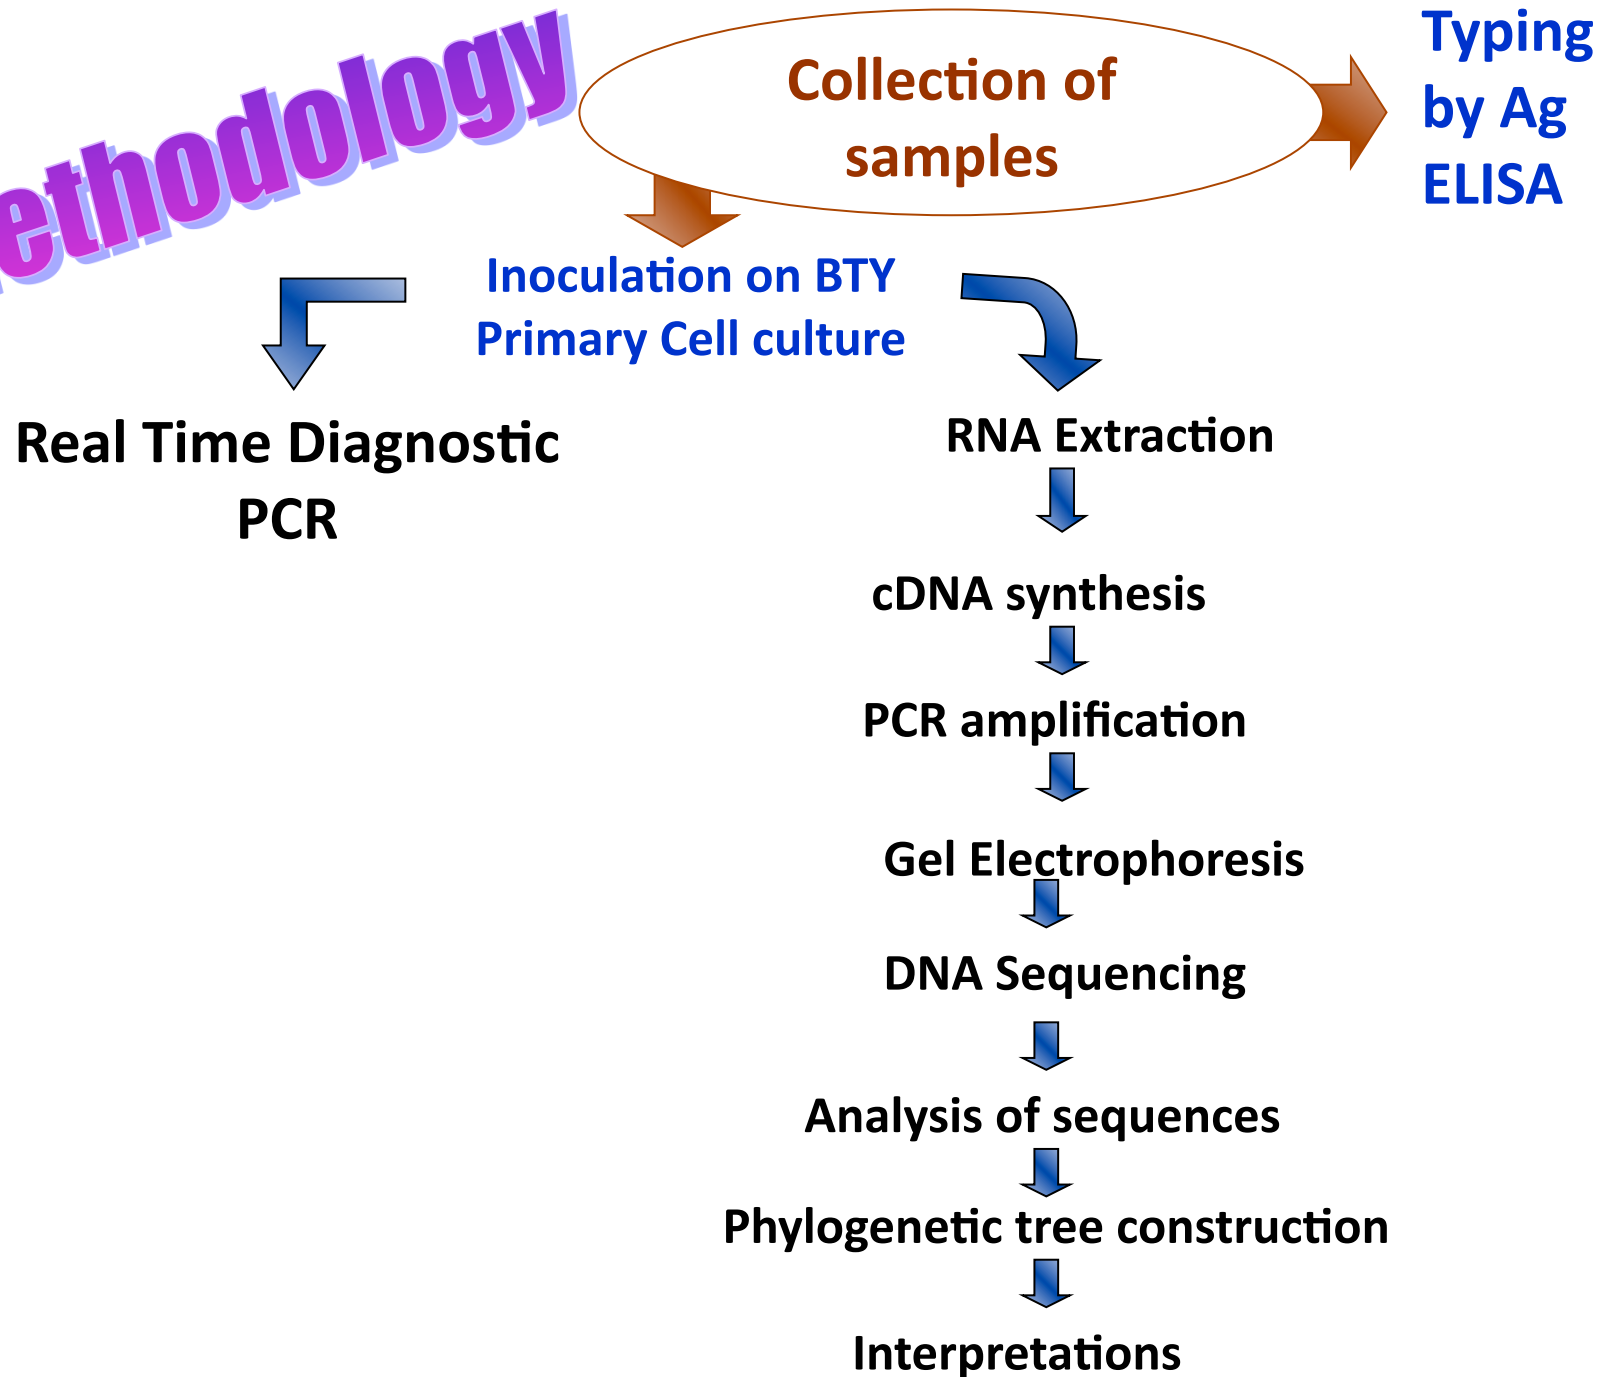 ethodology
Collection of
samples
Typing
by Ag
ELISA
Inoculation on BTY
Primary Cell culture
Real Time Diagnostic
PCR
RNA Extraction
cDNA synthesis
PCR amplification
Gel Electrophoresis
DNA Sequencing
Analysis of sequences
Phylogenetic tree construction
Interpretations